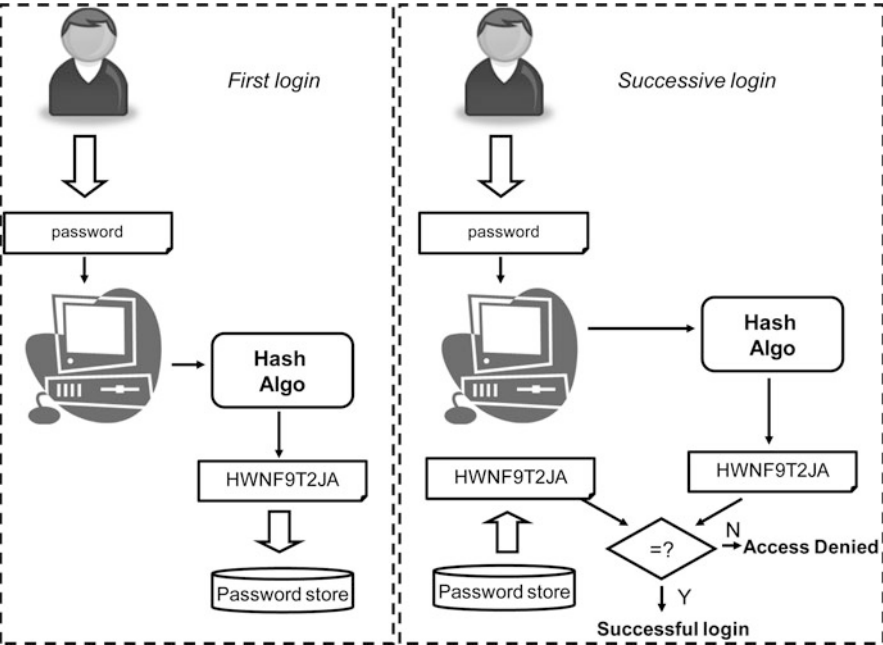 First login
password
Hash
Algo
HWNF9T2JA
Password store
Successive login
password
Hash
Algo
HWNF9T2JA
HWNF9T2JA
=?
N
Access Denied
Password store
Y
Successful login